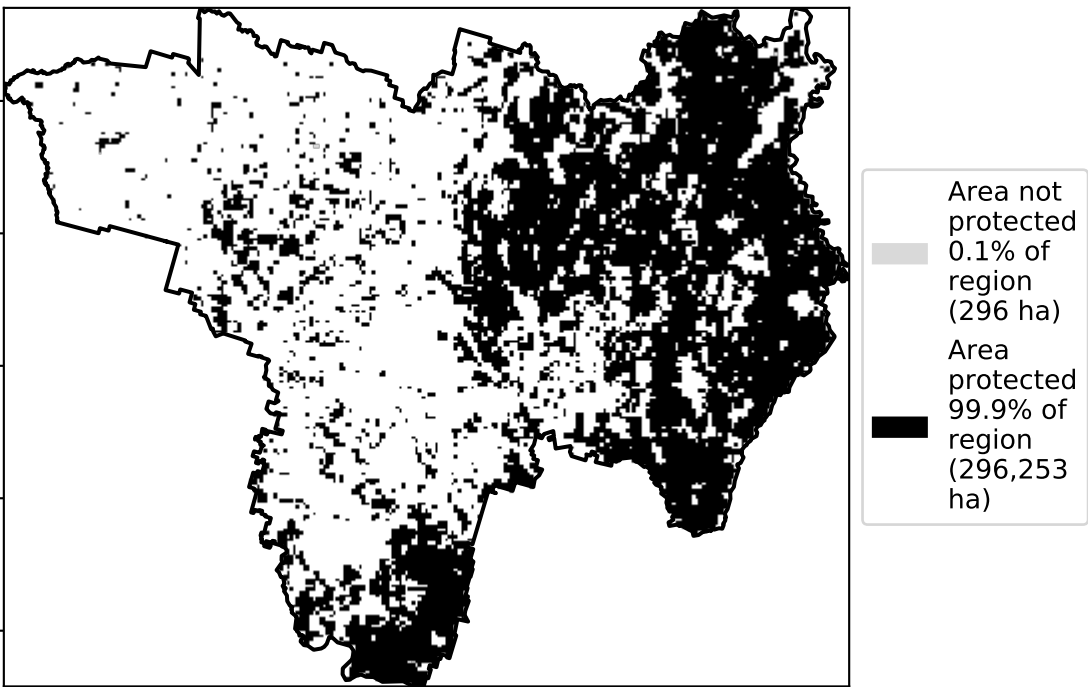 Area not
protected
0.1% of
region
(296 ha)
Area
protected
99.9% of
region
(296,253
ha)